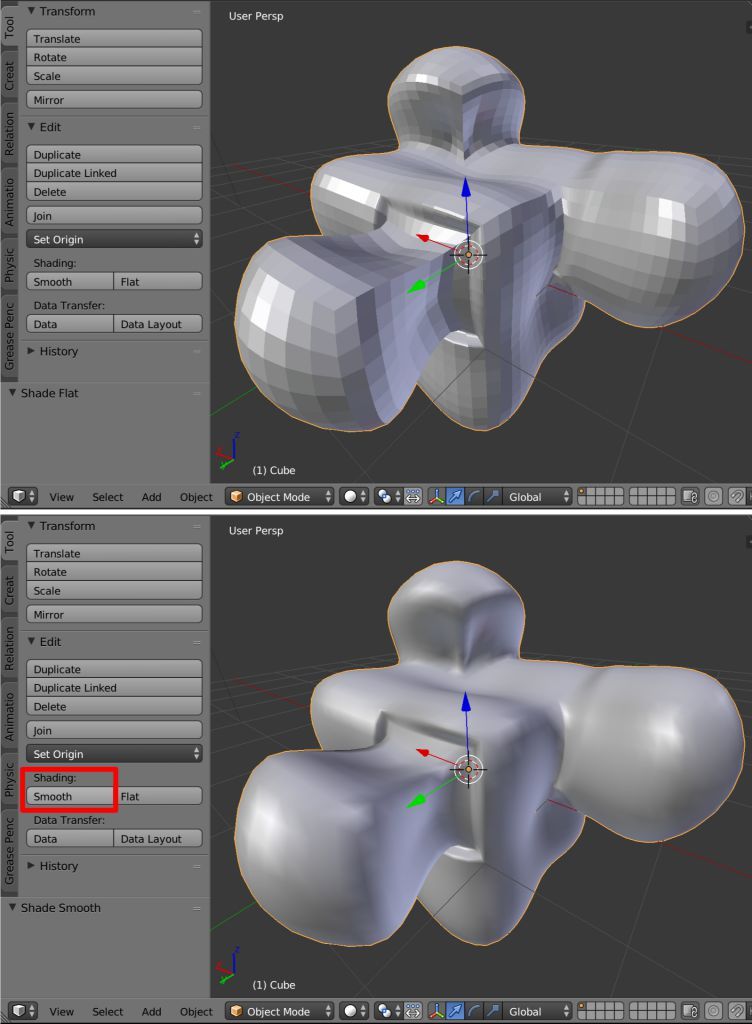 Transform
Translate
Rotate
Scale
Mirror
Edit
Duplicate
Duplicate Linked
Delete
Join
Set Origin
Shading:
Smooth Flat
Data Transfer:
Data Data Layout
History
Shade Flat
Tool
Creat
Relation
Animatio
Physic
Grease Penc
User Persp
z
(1) Cube
View Select Add Object Object Mode Global
Transform
Translate
Rotate
Scale
Mirror
Edit
Duplicate
Duplicate Linked
Delete
Join
Set Origin
Shading:
Smooth Flat
Data Transfer:
Data Data Layout
History
Shade Smooth
Tool
Creat
Relation
Animatio
Physic
Grease Penc
User Persp
z
(1) Cube
View Select Add Object Object Mode Global